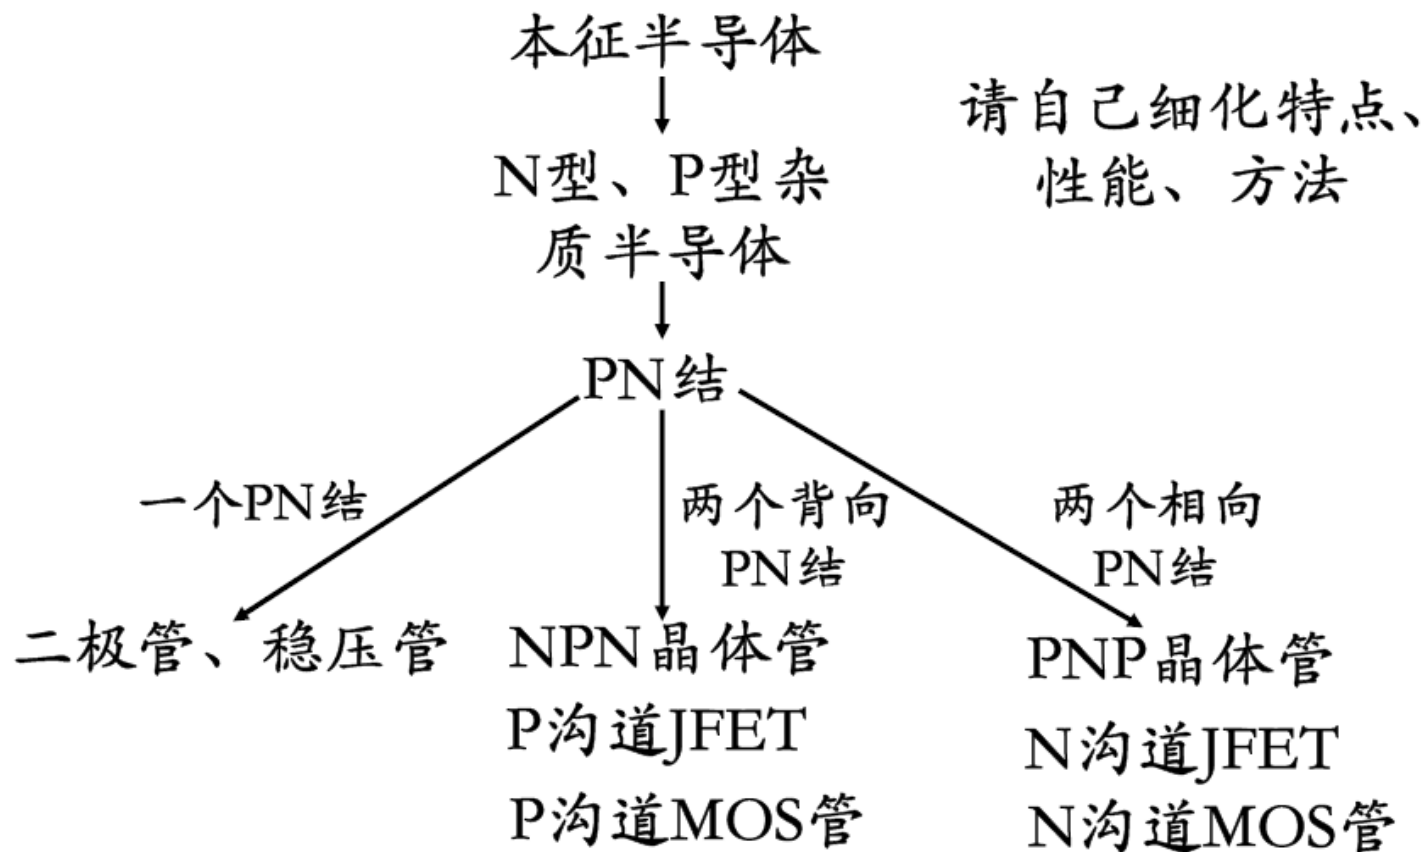 本征半导体
请自己细化特点、
性能、方法
N型、P型杂
质半导体
PN结
一个PN结
两个背向
PN结
两个相向
PN结
二极管、稳压管
NPN晶体管
P沟道JFET
P沟道MOS管
PNP晶体管
N沟道JFET
N沟道MOS管